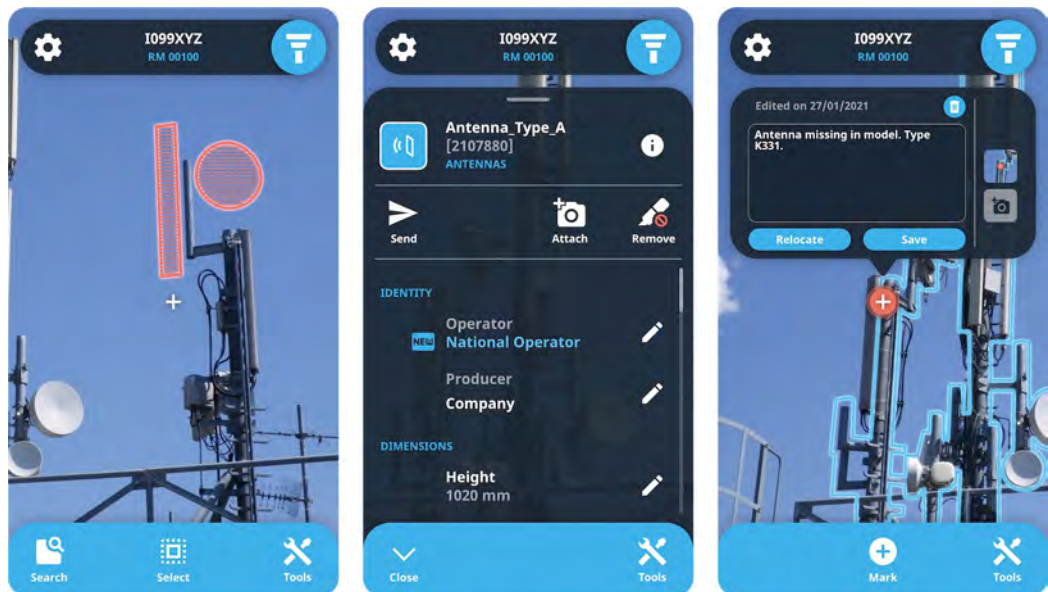 I099XYZ
RM 00100
Search
Select
Tools
I099XYZ
RM 00100
Antenna_Type_A
[2107880]
ANTENNAS
Send
Attach
Remove
IDENTITY
Operator
NEW National Operator
Producer
Company
DIMENSIONS
Height
1020 mm
Close
Tools
I099XYZ
RM 00100
Edited on 27/01/2021
Antenna missing in model. Type
K331.
Relocate
Save
Mark
Tools